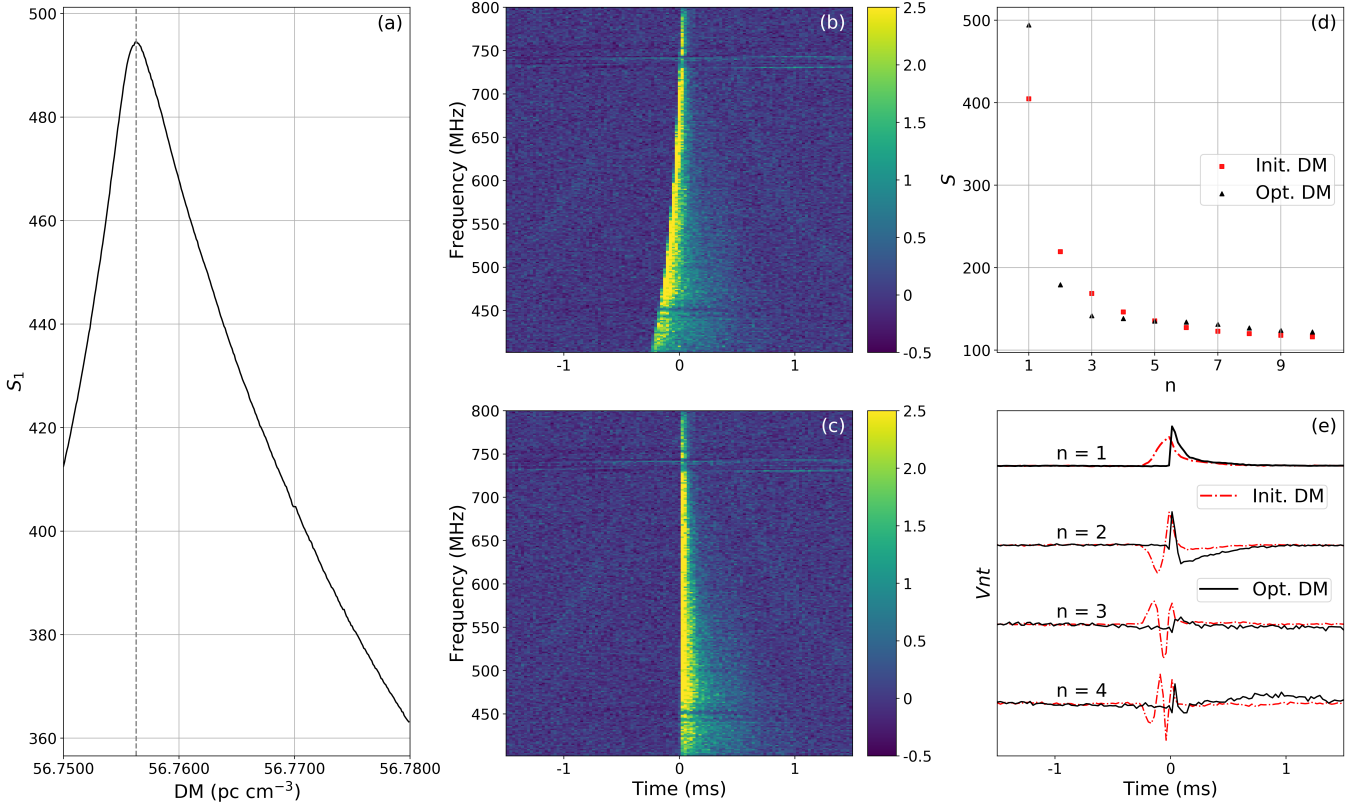 (a)
500
480
460
440
420
400
380
360
S₁
56.7500
56.7600
56.7700
56.7800
DM (pc cm⁻³)
(b)
800
750
700
650
600
550
500
450
Frequency (MHz)
-1
0
1
2.5
2.0
1.5
1
0.5
0
-0.5
(c)
800
750
700
650
600
550
500
450
Frequency (MHz)
-1
0
1
Time (ms)
2.5
2.0
1.5
1
0.5
0
-0.5
(d)
500
400
300
200
100
S
Init. DM
Opt. DM
1
3
5
7
9
n
(e)
n = 1
Init. DM
n = 2
Opt. DM
n = 3
n = 4
Vnt
-1
0
1
Time (ms)